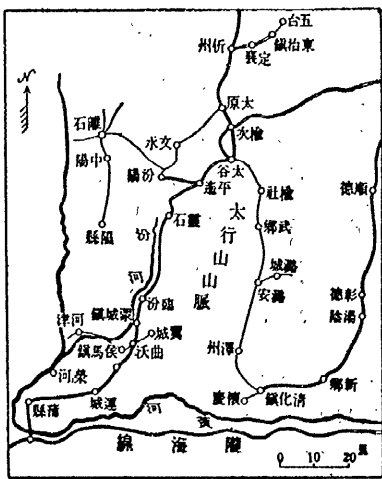 五台
東治鎮
定襄
忻州
N
太原
榆次
離石
文水
太谷
中陽
汾陽
平遙
榆社
順德
隰縣
靈石
太行山山脈
武鄉
汾河
潞城
潞安
彰德
臨汾
湯陰
河津
翼城
侯馬鎮
曲沃
澤州
榮河
新鄉
清化鎮
懷慶
運城
蒲縣
黃河
隴海線
0 10 20 里